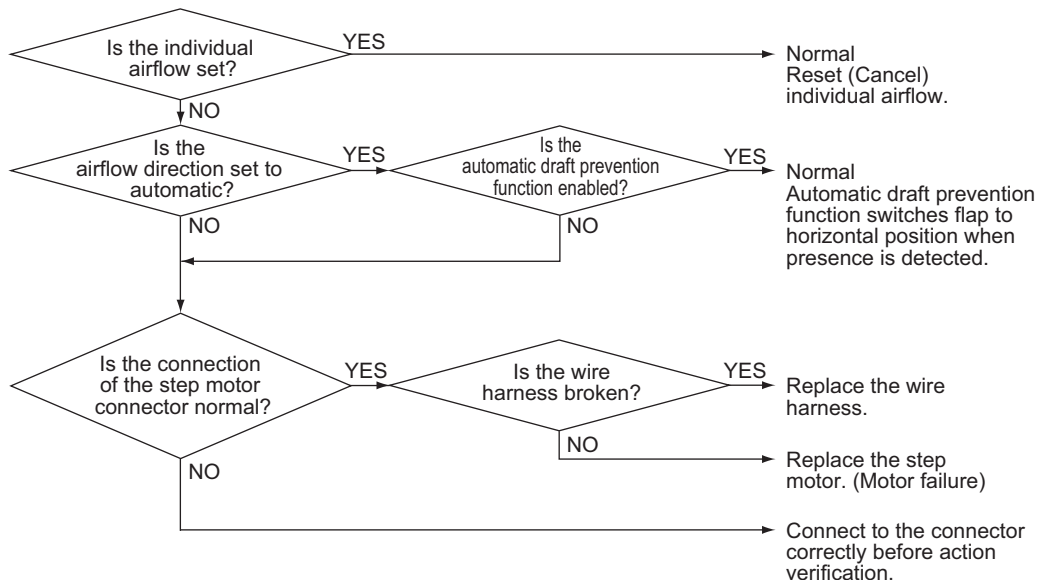 Is the individual
airflow set?
YES
Normal
Reset (Cancel)
individual airflow.
NO
Is the
airflow direction set to
automatic?
YES
Is the
automatic draft prevention
function enabled?
YES
Normal
Automatic draft prevention
function switches flap to
horizontal position when
presence is detected.
NO
NO
Is the connection
of the step motor
connector normal?
YES
Is the wire
harness broken?
YES
Replace the wire
harness.
NO
Replace the step
motor. (Motor failure)
NO
Connect to the connector
correctly before action
verification.